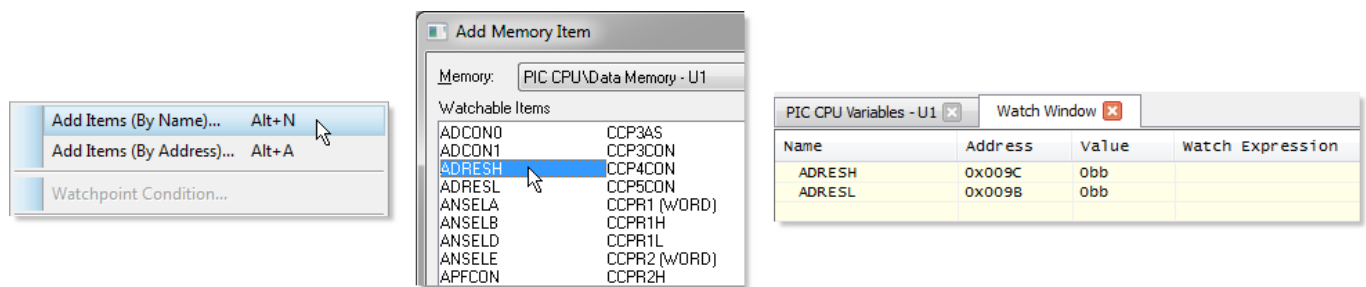 Add Items (By Name)... Alt+N
Add Items (By Address)... Alt+A
Watchpoint Condition...
Add Memory Item
Memory: PIC CPU\Data Memory - U1
Watchable Items
ADCON0 CCP3AS
ADCON1 CCP3CON
ADRESH CCP4CON
ADRESL CCP5CON
ANSELA CCPR1 (WORD)
ANSELB CCPR1H
ANSELD CCPR1L
ANSELE CCPR2 (WORD)
APFCON CCPR2H
PIC CPU Variables - U1 Watch Window
Name Address Value Watch Expression
ADRESH 0x009C 0bb
ADRESL 0x009B 0bb